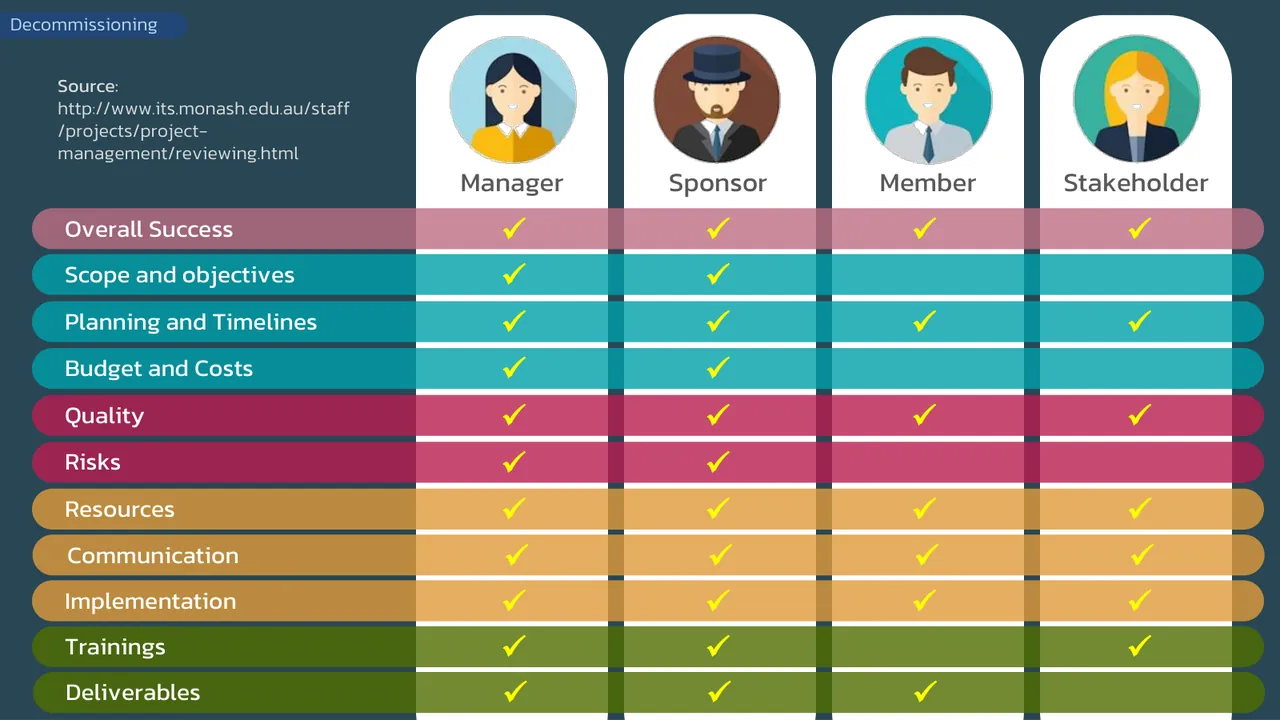 Decommissioning
Source:
http://www.its.monash.edu.au/staff
/projects/project-
management/reviewing.html
Manager Sponsor Member Stakeholder
Overall Success ✓ ✓ ✓ ✓
Scope and objectives ✓ ✓
Planning and Timelines ✓ ✓ ✓ ✓
Budget and Costs ✓ ✓
Quality ✓ ✓ ✓ ✓
Risks ✓ ✓
Resources ✓ ✓ ✓ ✓
Communication ✓ ✓ ✓ ✓
Implementation ✓ ✓ ✓ ✓
Trainings ✓ ✓ ✓
Deliverables ✓ ✓ ✓